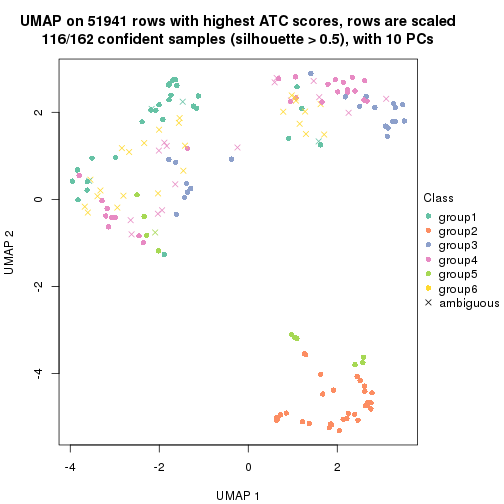 UMAP on 51941 rows with highest ATC scores, rows are scaled
116/162 confident samples (silhouette > 0.5), with 10 PCs
2
0
-2
-4
UMAP 2
-4
-2
0
2
UMAP 1
Class
group1
group2
group3
group4
group5
group6
ambiguous